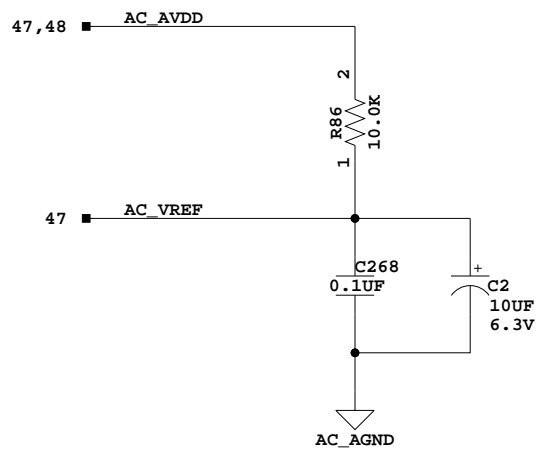 47,48 AC_AVDD
2
R86
10.0K
1
47 AC_VREF
C268
0.1UF
+
C2
10UF
6.3V
AC_AGND